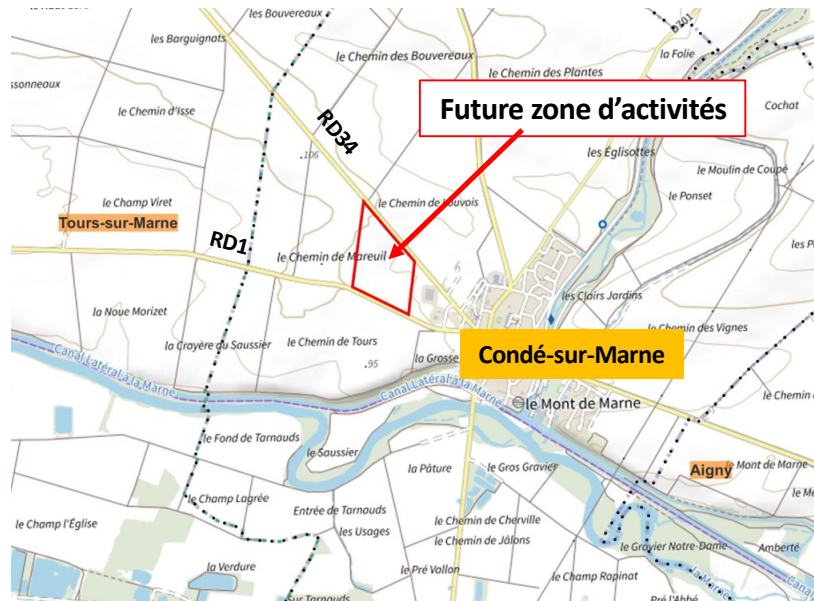 les Bouvereaux
D701
les Barguignats
la Folie
le Chemin des Bouvereaux
le Chemin des Plantes
le Chemin d'Isse
Future zone d'activités
Cochat
RD34
106
les Églisottes
le Moulin de Coupé
le Ponset
le Champ Viret
le Chemin de Louvois
Tours-sur-Marne
RD1
le Chemin de Mareuil
les Clairs Jardins
la Noue Morizet
le Chemin des Vignes
la Crayère du Saussier
le Chemin de Tours
95
la Grosse
Condé-sur-Marne
Canal Latéral à la Marne
Canal Latéral à la Marne
le Chemin
le Mont de Marne
le Fond de Tarnauds
le Saussier
la Pâture
le Gros Gravier
Aigny
le Mont de Marne
le Champ Lagrée
Entrée de Tarnauds
le Champ l'Église
les Usages
le Chemin de Cherville
le Chemin de Jâlons
le Gravier Notre-Dame
Amberté
la Verdure
le Pré Vallon
le Champ Rapinat
la Marne
Canal
Sur Tarnauds
Pré l'Abbé